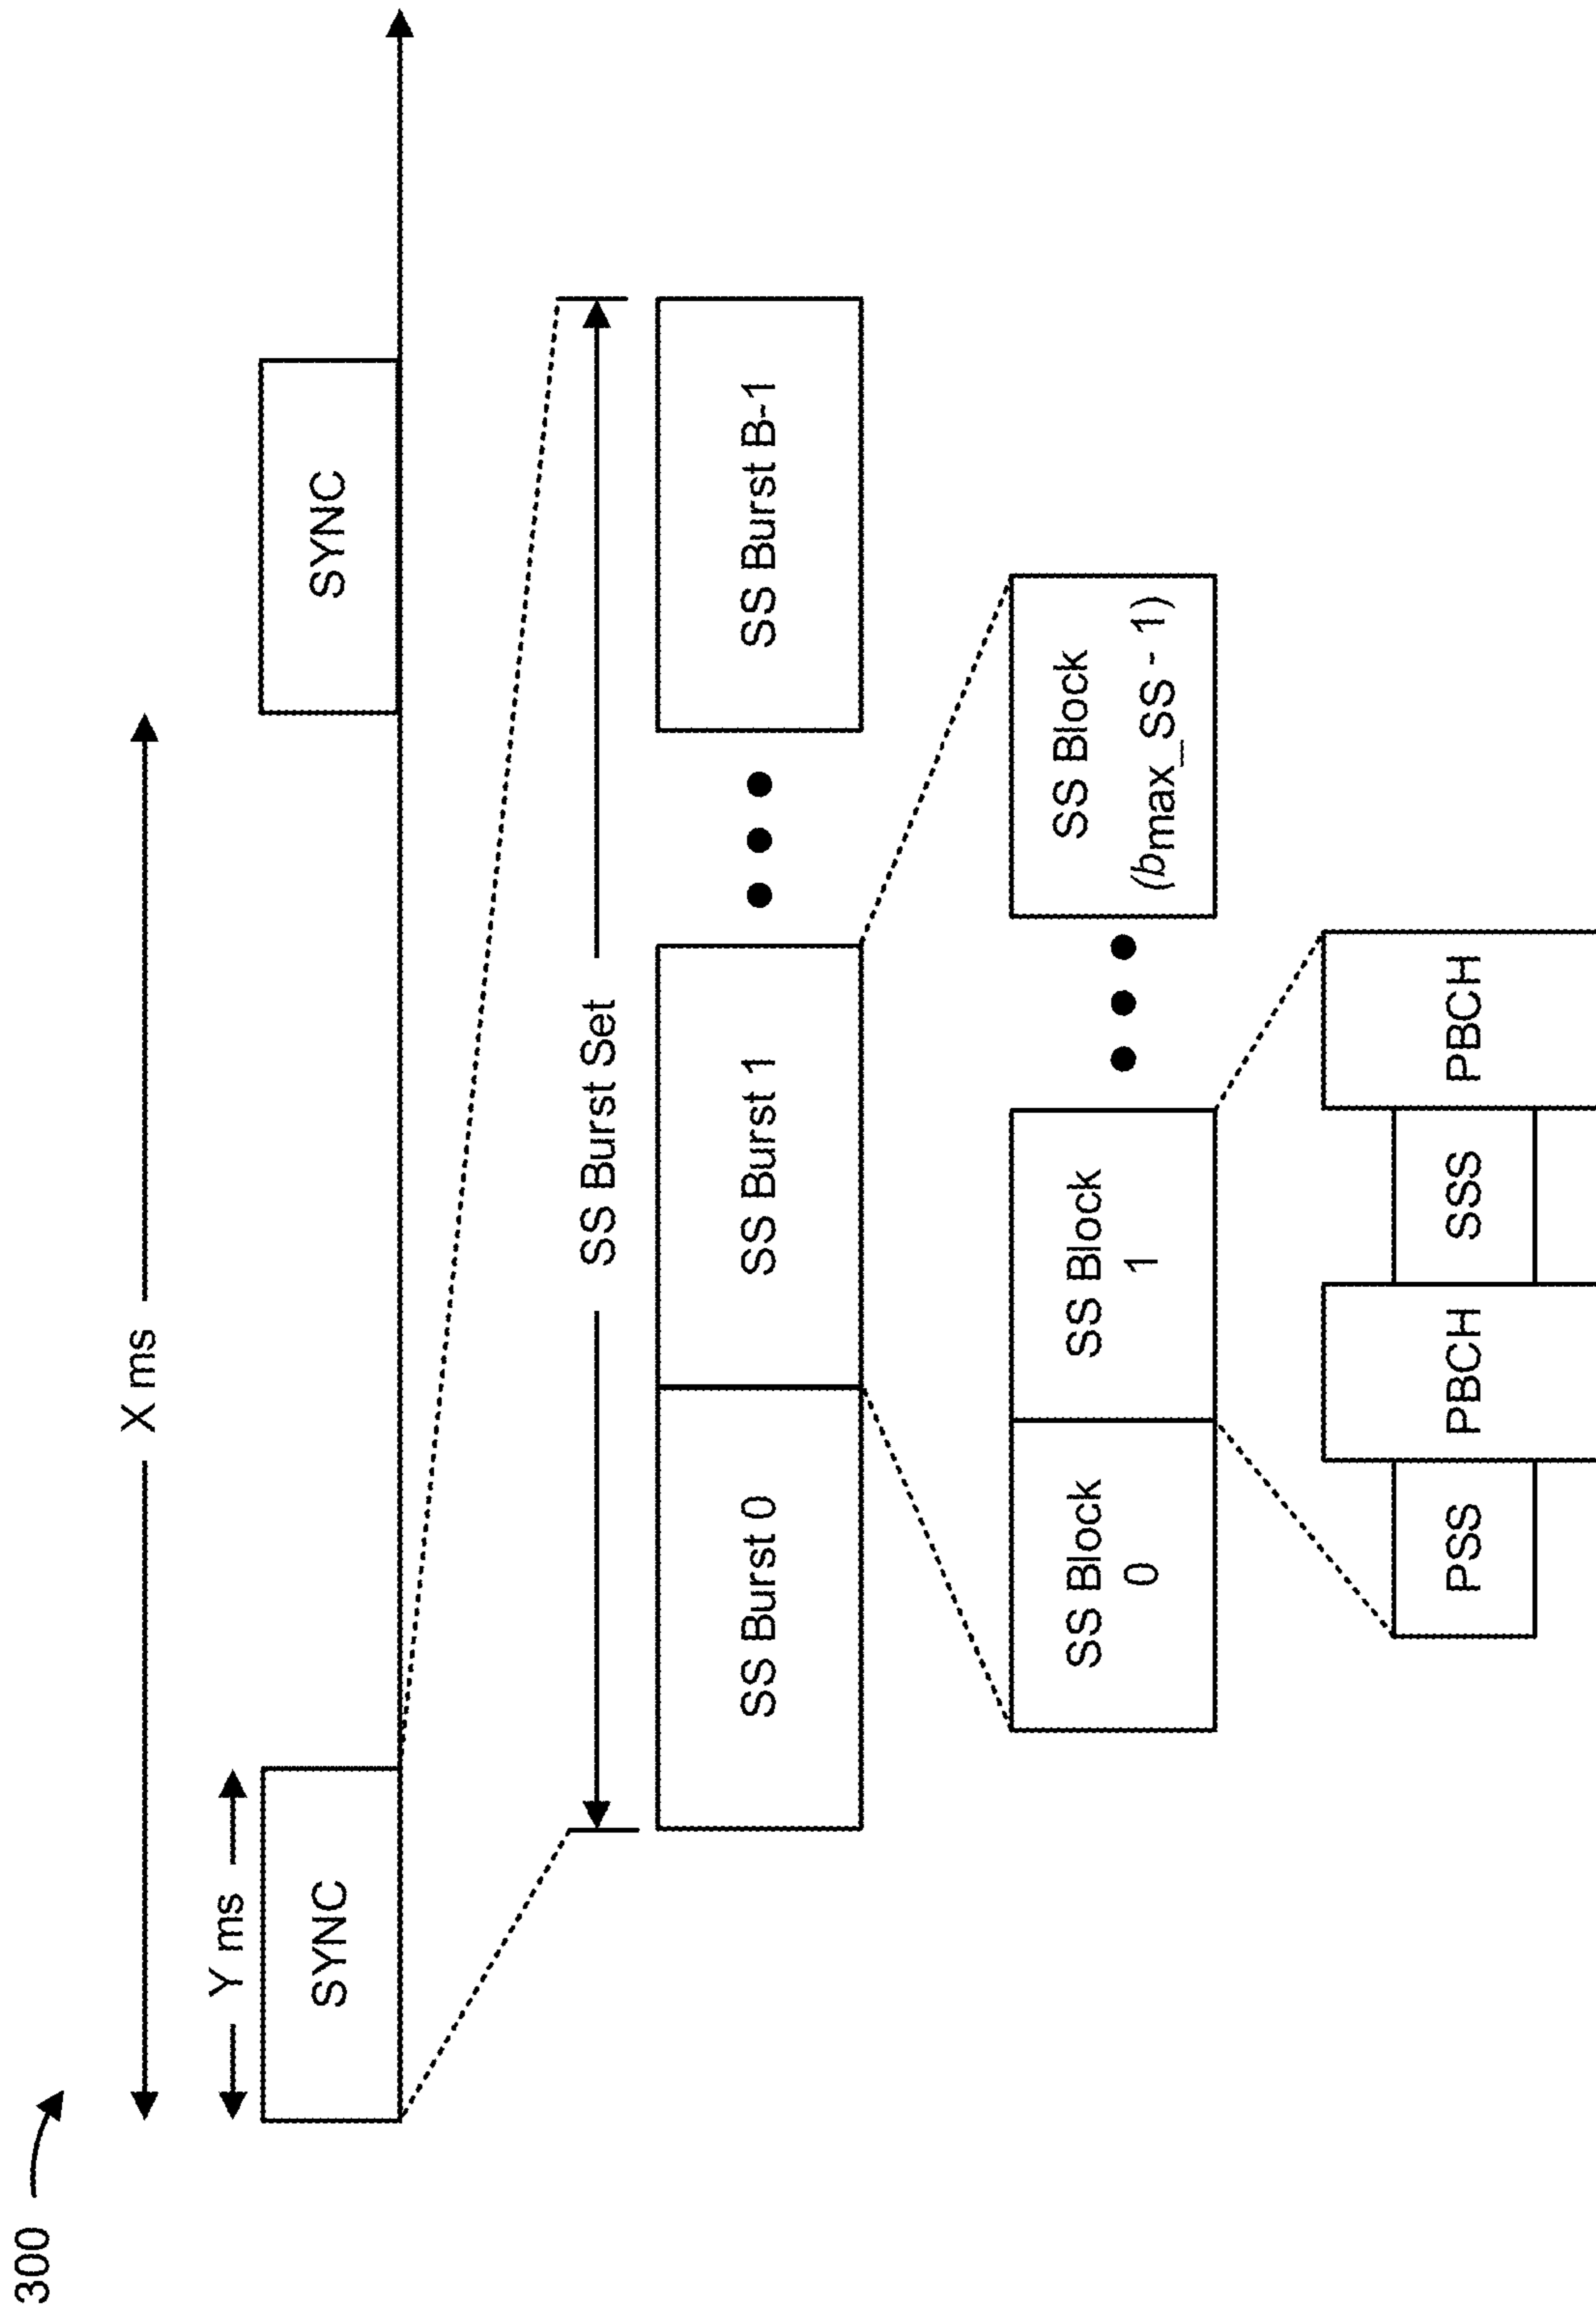 300
X ms
Y ms
SYNC
SYNC
SS Burst Set
SS Burst 0
SS Burst 1
SS Burst B-1
SS Block
0
SS Block
1
SS Block
(bmax_SS - 1)
PSS
PBCH
SSS
PBCH